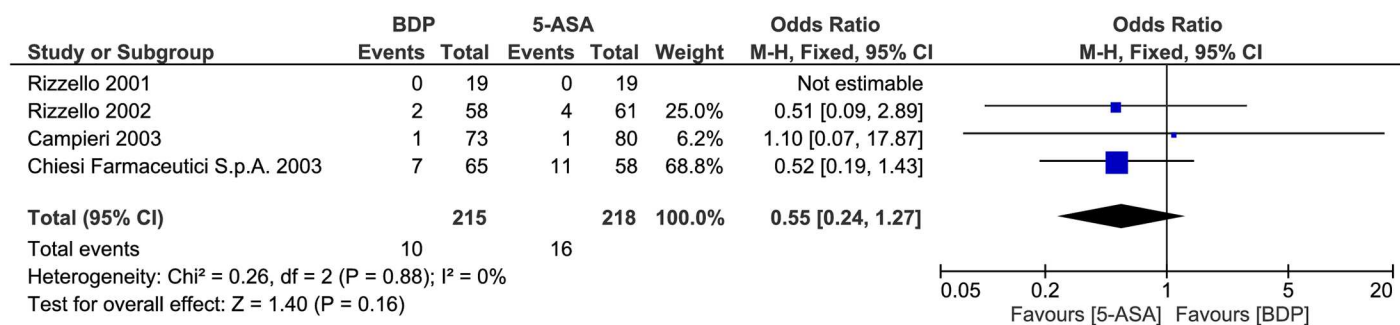 BDP 5-ASA Odds Ratio Odds Ratio
Study or Subgroup Events Total Events Total Weight M-H, Fixed, 95% CI M-H, Fixed, 95% CI
Rizzello 2001 0 19 0 19 Not estimable
Rizzello 2002 2 58 4 61 25.0% 0.51 [0.09, 2.89]
Campieri 2003 1 73 1 80 6.2% 1.10 [0.07, 17.87]
Chiesi Farmaceutici S.p.A. 2003 7 65 11 58 68.8% 0.52 [0.19, 1.43]
Total (95% CI) 215 218 100.0% 0.55 [0.24, 1.27]
Total events 10 16
Heterogeneity: Chi² = 0.26, df = 2 (P = 0.88); I² = 0%
Test for overall effect: Z = 1.40 (P = 0.16)
0.05 0.2 1 5 20
Favours [5-ASA] Favours [BDP]